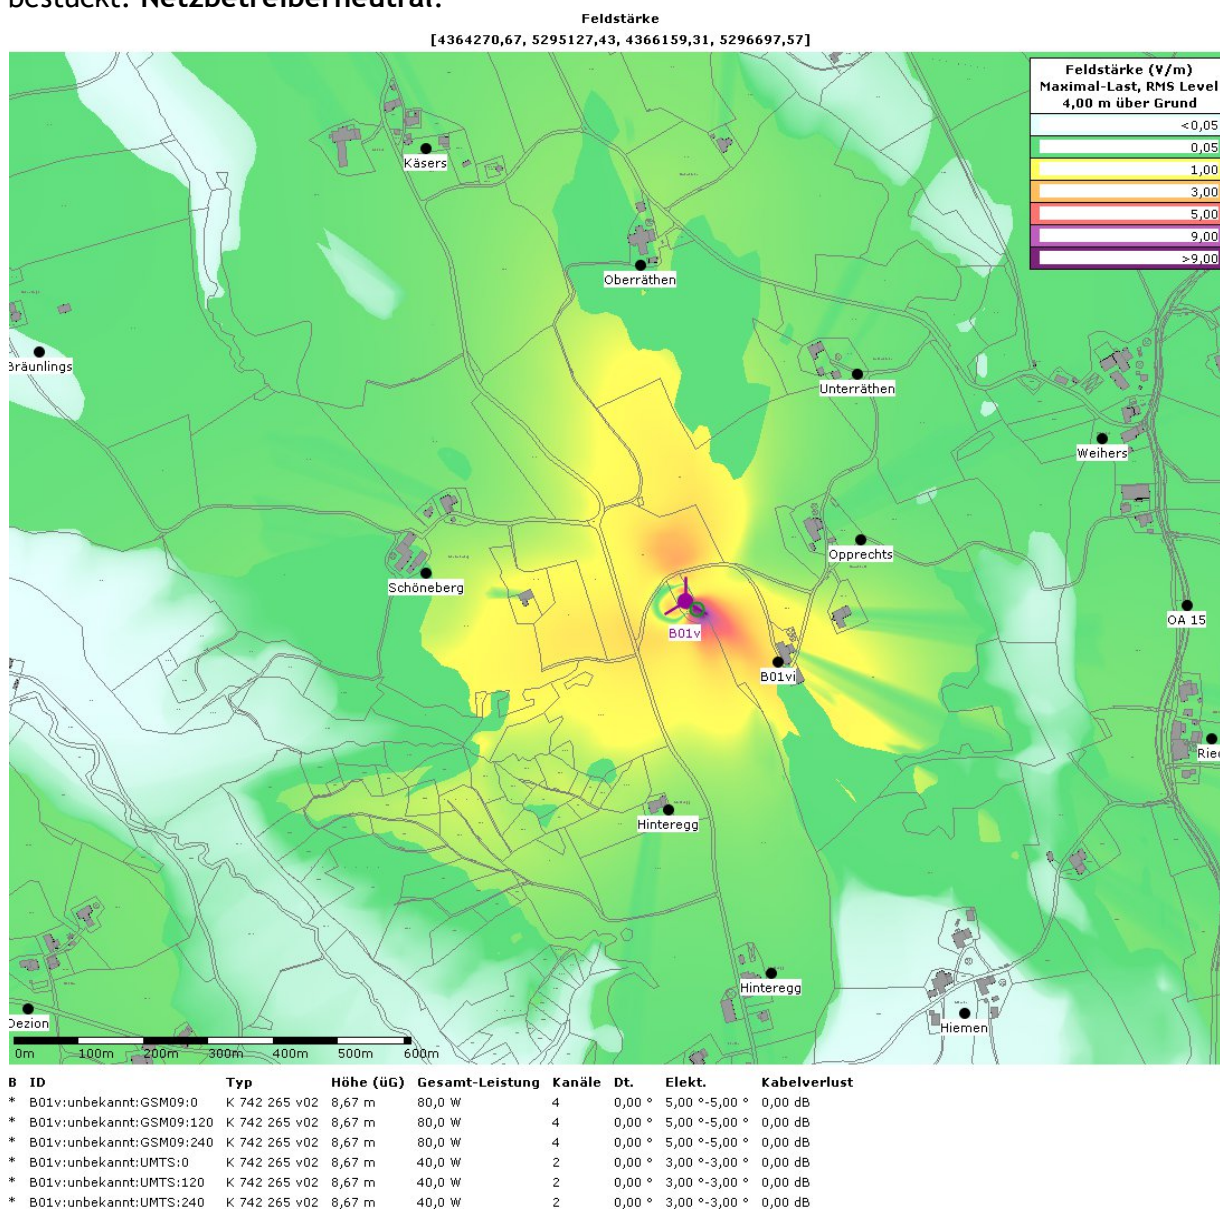 bestückt. Netzbetreiberneutral.
Feldstärke
[4364270,67, 5295127,43, 4366159,31, 5296697,57]
Feldstärke (V/m)
Maximal-Last, RMS Level
4,00 m über Grund
<0,05
0,05
1,00
3,00
5,00
9,00
>9,00
Käsers
Oberräthen
Bräunlings
Unterräthen
Weihers
Opprechts
Schöneberg
OA 15
B01v
B01vi
Ried
Hinteregg
Hinteregg
Dezion
Hiemen
0m 100m 200m 300m 400m 500m 600m
B ID Typ Höhe (üG) Gesamt-Leistung Kanäle Dt. Elekt. Kabelverlust
* B01v:unbekannt:GSM09:0 K 742 265 v02 8,67 m 80,0 W 4 0,00 ° 5,00 °-5,00 ° 0,00 dB
* B01v:unbekannt:GSM09:120 K 742 265 v02 8,67 m 80,0 W 4 0,00 ° 5,00 °-5,00 ° 0,00 dB
* B01v:unbekannt:GSM09:240 K 742 265 v02 8,67 m 80,0 W 4 0,00 ° 5,00 °-5,00 ° 0,00 dB
* B01v:unbekannt:UMTS:0 K 742 265 v02 8,67 m 40,0 W 2 0,00 ° 3,00 °-3,00 ° 0,00 dB
* B01v:unbekannt:UMTS:120 K 742 265 v02 8,67 m 40,0 W 2 0,00 ° 3,00 °-3,00 ° 0,00 dB
* B01v:unbekannt:UMTS:240 K 742 265 v02 8,67 m 40,0 W 2 0,00 ° 3,00 °-3,00 ° 0,00 dB